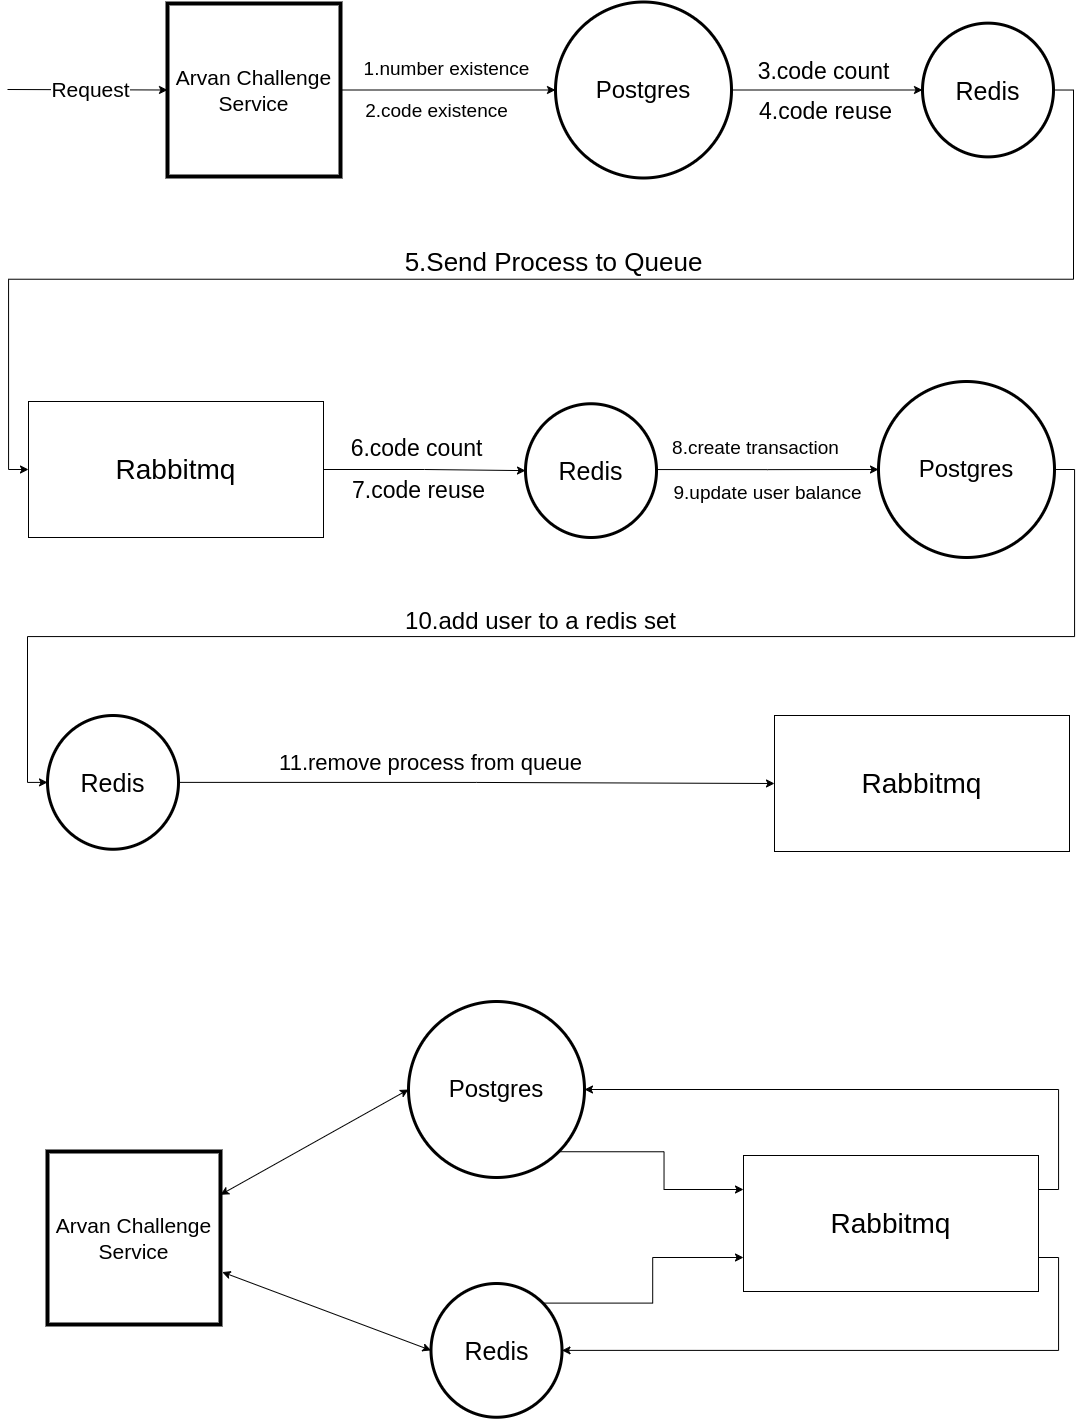 Request
Arvan Challenge
Service
1.number existence
2.code existence
Postgres
3.code count
4.code reuse
Redis
5.Send Process to Queue
Rabbitmq
6.code count
7.code reuse
Redis
8.create transaction
9.update user balance
Postgres
10.add user to a redis set
Redis
11.remove process from queue
Rabbitmq
Postgres
Arvan Challenge
Service
Rabbitmq
Redis